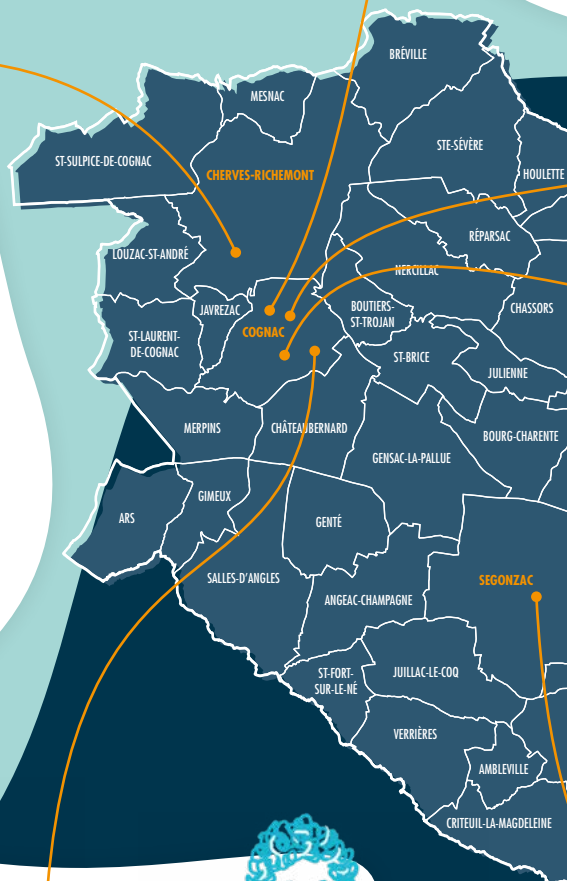 BRÉVILLE
MESNAC
STE-SÉVÈRE
ST-SULPICE-DE-COGNAC
CHERVES-RICHEMONT
HOULETTE
RÉPARSAC
LOUZAC-ST-ANDRÉ
NERCILLAC
JAVREZAC
BOUTIERS-
ST-TROJAN
CHASSORS
COGNAC
ST-LAURENT-
DE-COGNAC
ST-BRICE
JULIENNE
MERPINS
CHÂTEAUBERNARD
BOURG-CHARENTE
GENSAC-LA-PALLUE
GIMEUX
ARS
GENTÉ
SALLES-D'ANGLES
SEGONZAC
ANGEAC-CHAMPAGNE
ST-FORT-
SUR-LE-NÉ
JUILLAC-LE-COQ
VERRIÈRES
AMBLEVILLE
CRITEUIL-LA-MAGDELEINE